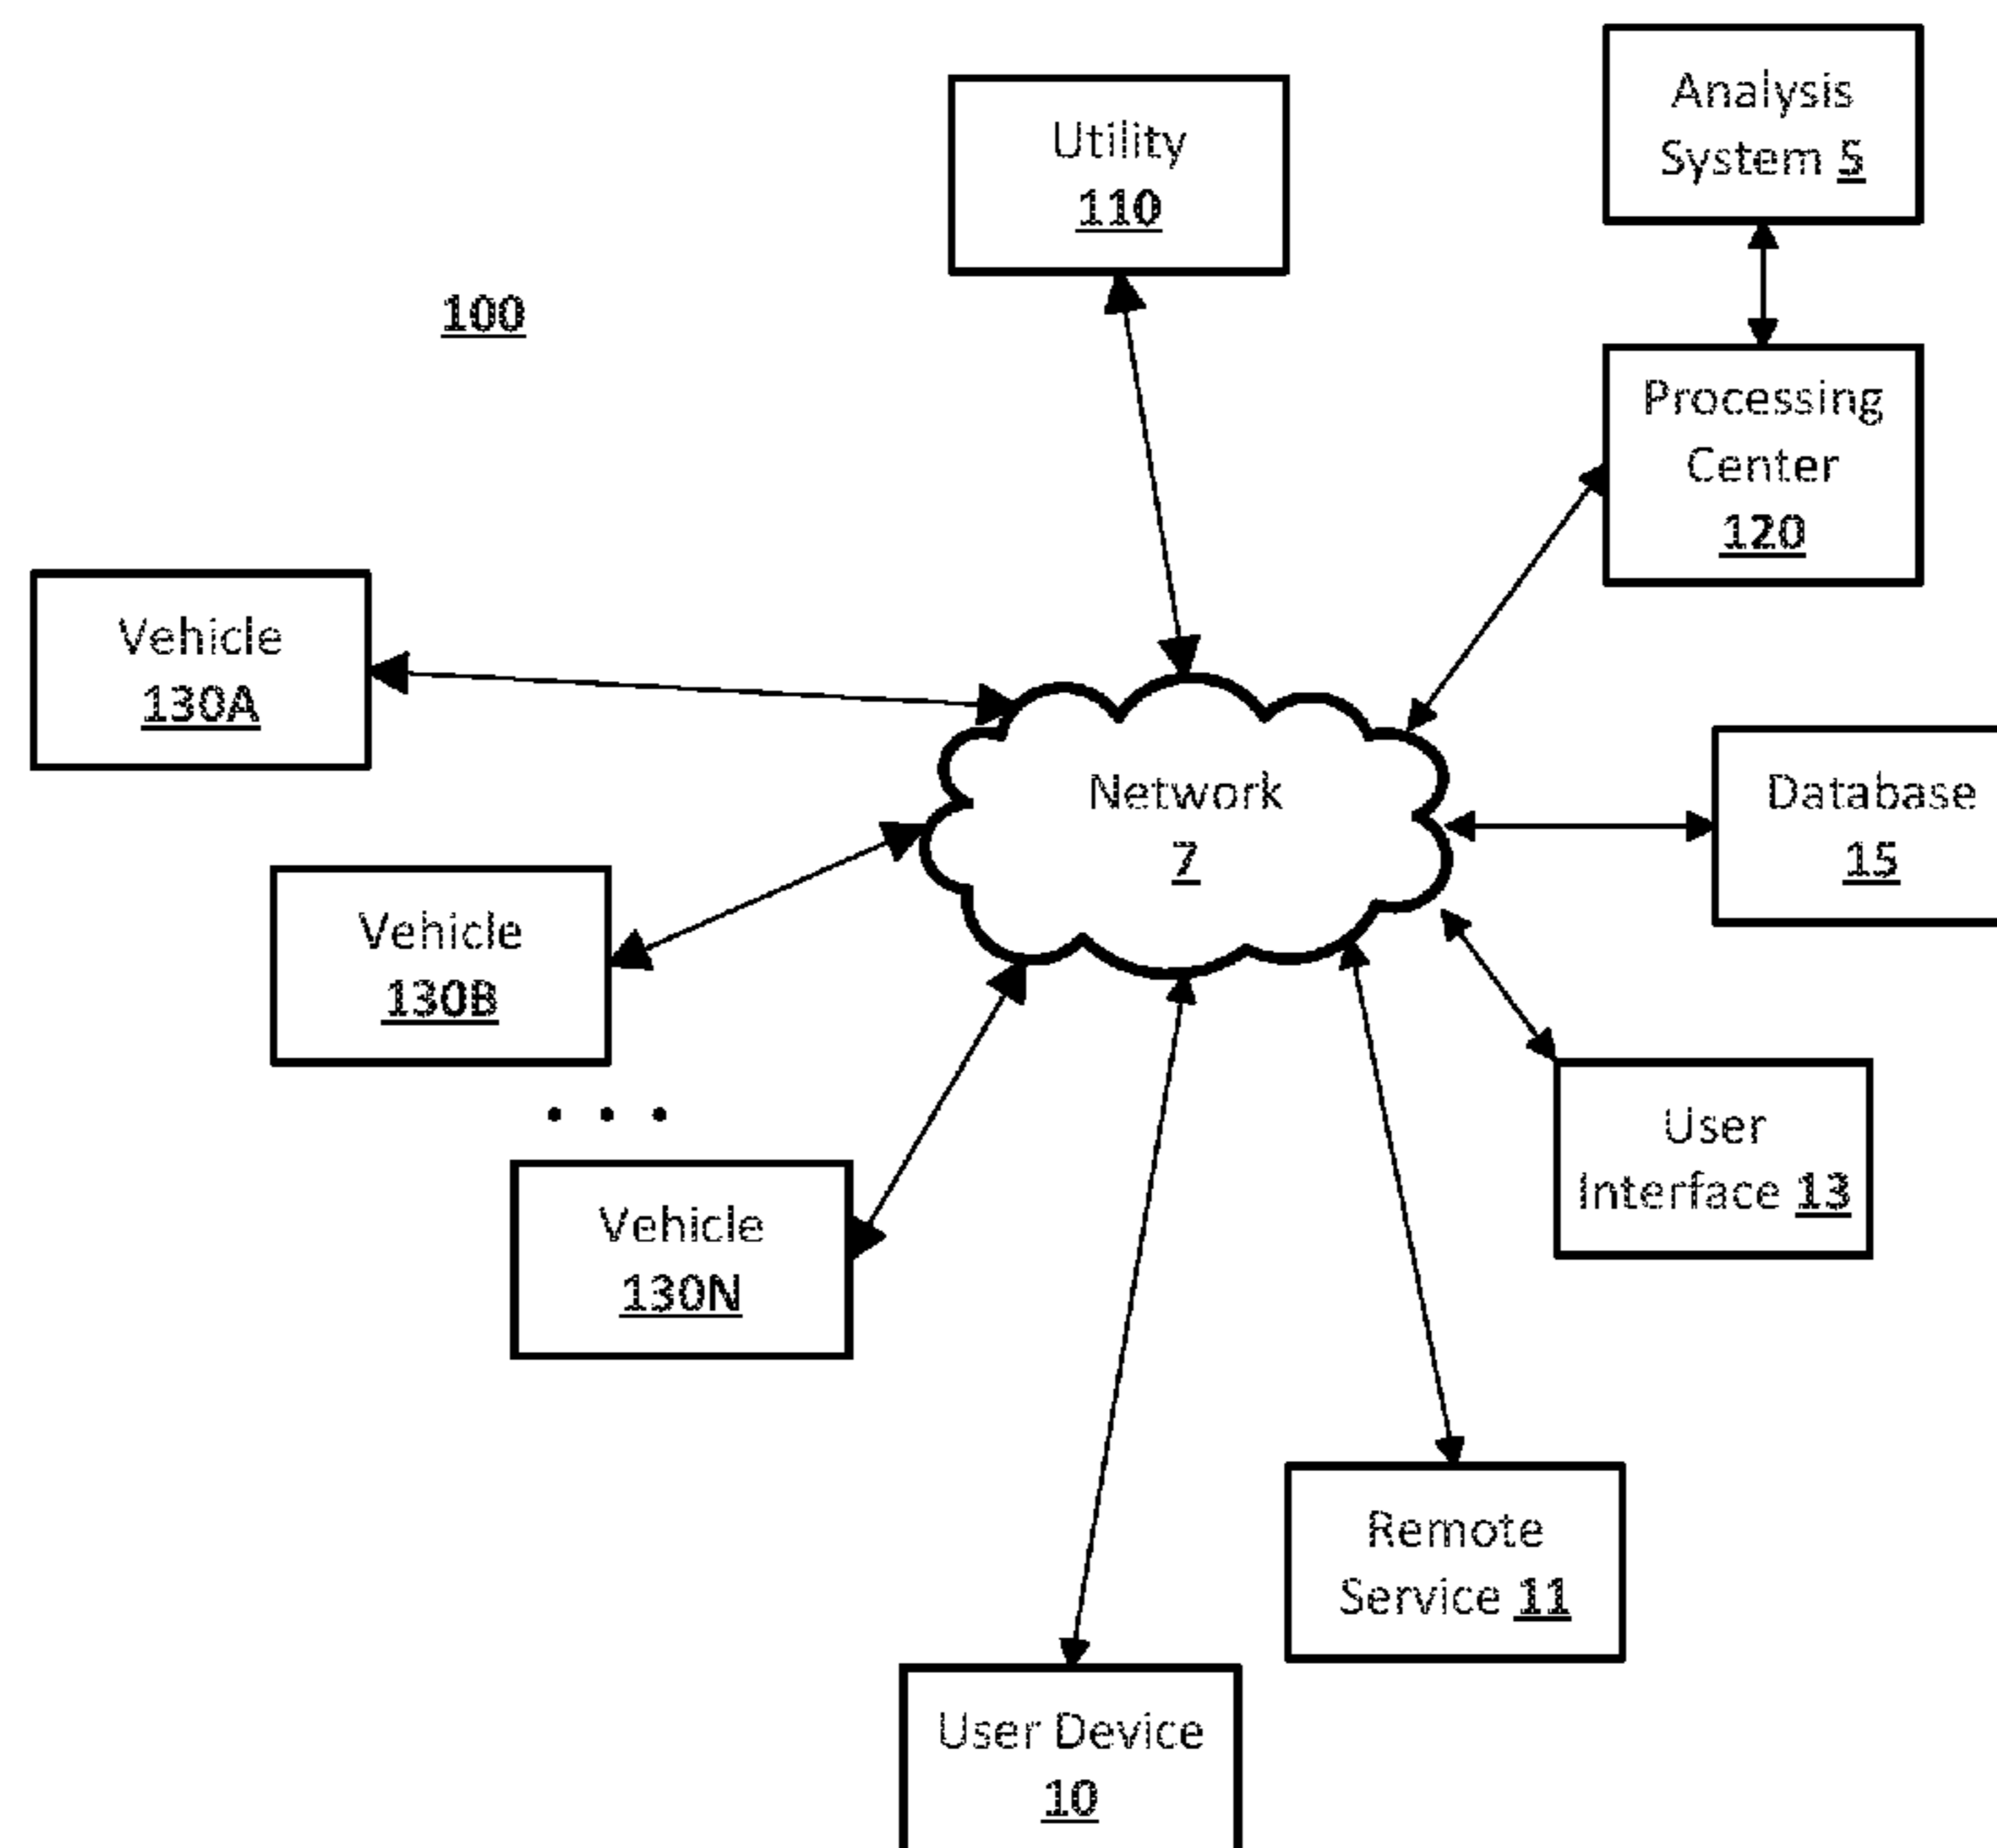 Analysis
System 5
Utility
110
100
Processing
Center
120
Vehicle
130A
Network
7
Database
15
Vehicle
130B
. . .
User
Interface 13
Vehicle
130N
Remote
Service 11
User Device
10